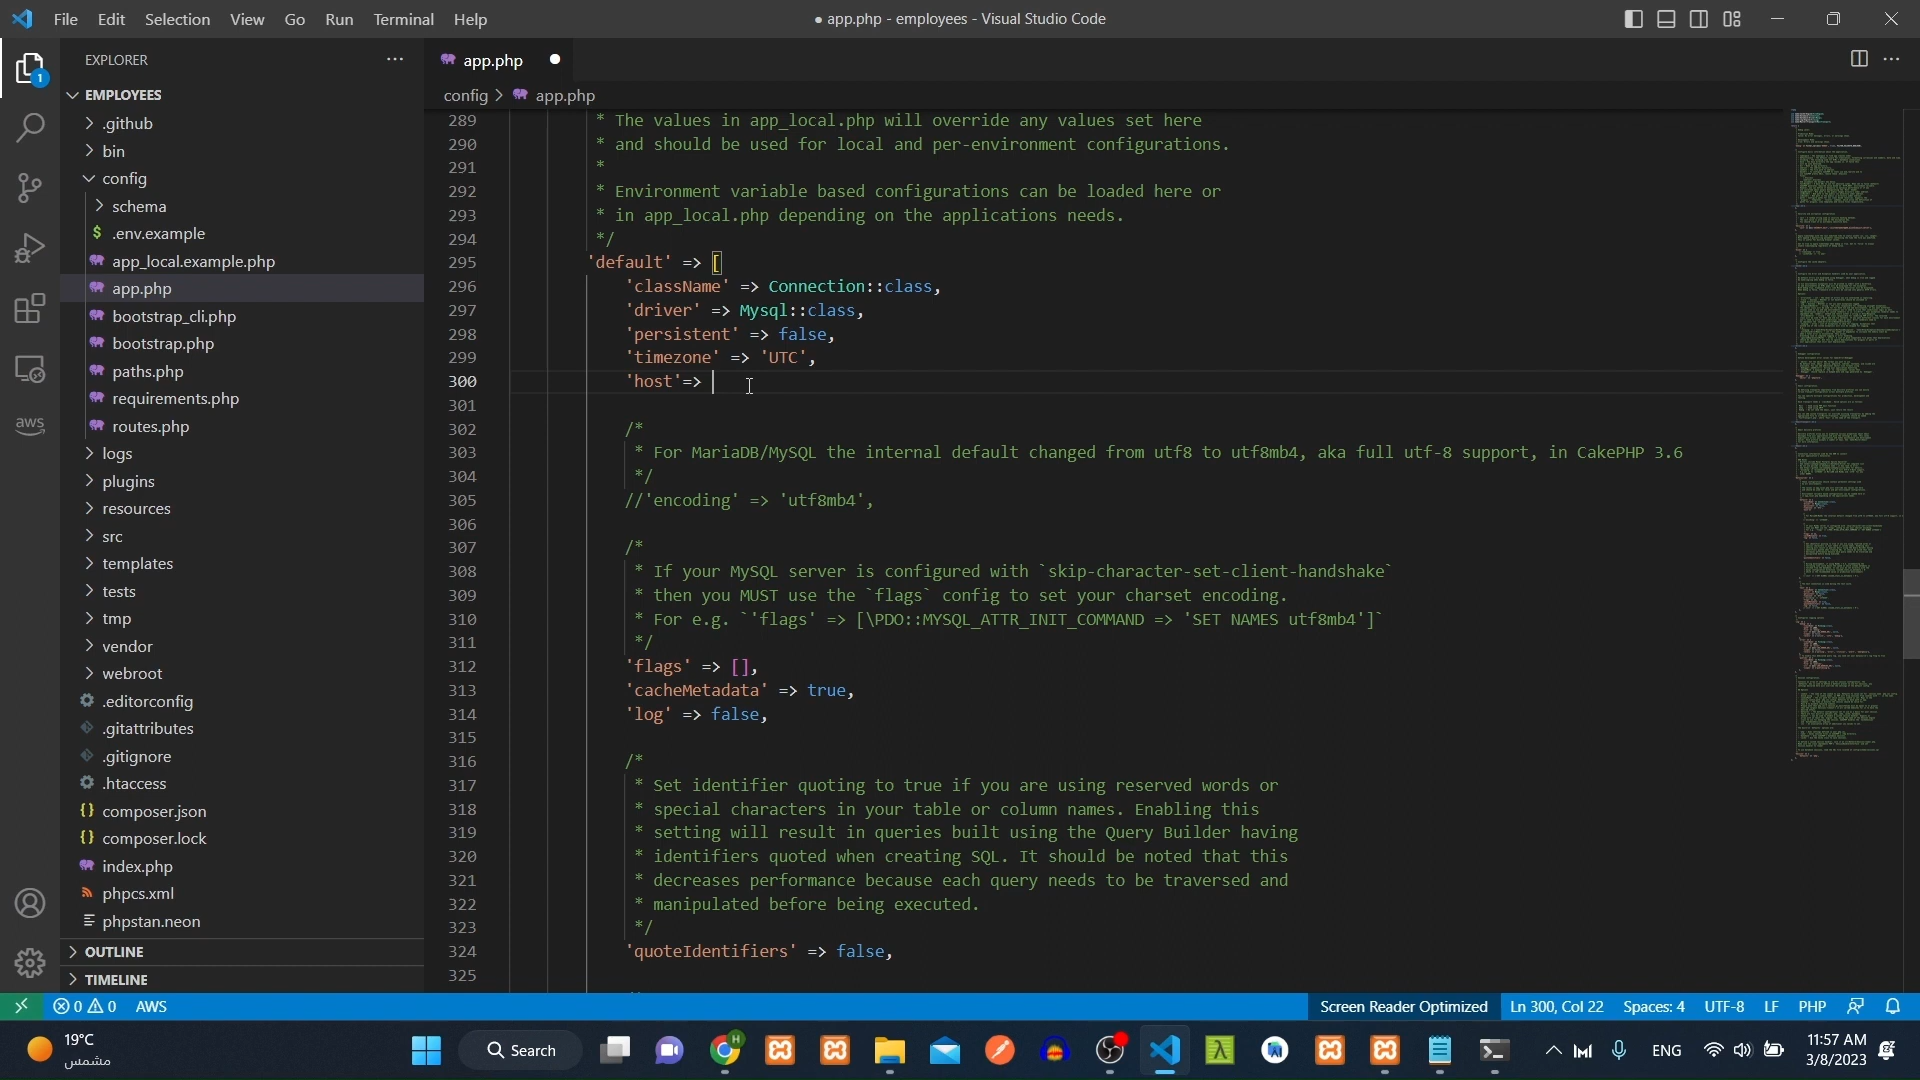 File Edit Selection View Go Run Terminal Help
● app.php - employees - Visual Studio Code
EXPLORER
app.php
EMPLOYEES
config > app.php
.github
bin
config
schema
.env.example
app_local.example.php
app.php
bootstrap_cli.php
bootstrap.php
paths.php
requirements.php
routes.php
logs
plugins
resources
src
templates
tests
tmp
vendor
webroot
.editorconfig
.gitattributes
.gitignore
.htaccess
composer.json
composer.lock
index.php
phpcs.xml
phpstan.neon
OUTLINE
TIMELINE
1
aws
289 * The values in app_local.php will override any values set here
290 * and should be used for local and per-environment configurations.
291 *
292 * Environment variable based configurations can be loaded here or
293 * in app_local.php depending on the applications needs.
294 */
295 'default' => [
296 'className' => Connection::class,
297 'driver' => Mysql::class,
298 'persistent' => false,
299 'timezone' => 'UTC',
300 'host'=>
301
302 /*
303 * For MariaDB/MySQL the internal default changed from utf8 to utf8mb4, aka full utf-8 support, in CakePHP 3.6
304 */
305 //'encoding' => 'utf8mb4',
306
307 /*
308 * If your MySQL server is configured with `skip-character-set-client-handshake`
309 * then you MUST use the `flags` config to set your charset encoding.
310 * For e.g. `'flags' => [\PDO::MYSQL_ATTR_INIT_COMMAND => 'SET NAMES utf8mb4']`
311 */
312 'flags' => [],
313 'cacheMetadata' => true,
314 'log' => false,
315
316 /*
317 * Set identifier quoting to true if you are using reserved words or
318 * special characters in your table or column names. Enabling this
319 * setting will result in queries built using the Query Builder having
320 * identifiers quoted when creating SQL. It should be noted that this
321 * decreases performance because each query needs to be traversed and
322 * manipulated before being executed.
323 */
324 'quoteIdentifiers' => false,
325
0 0 AWS
Screen Reader Optimized Ln 300, Col 22 Spaces: 4 UTF-8 LF PHP
19°C
مشمس
Search
ENG
11:57 AM
3/8/2023